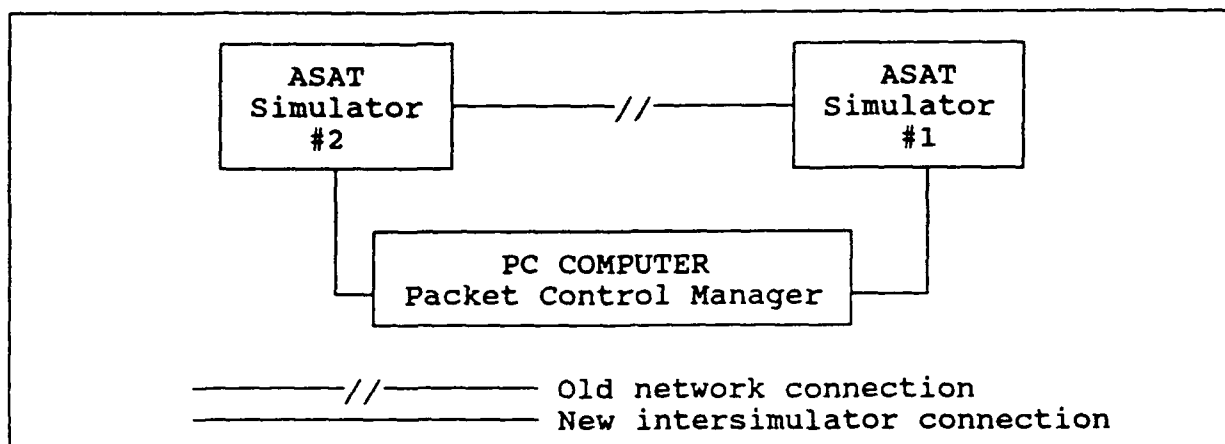 ASAT
Simulator
#2
//
ASAT
Simulator
#1
PC COMPUTER
Packet Control Manager
// Old network connection
New intersimulator connection